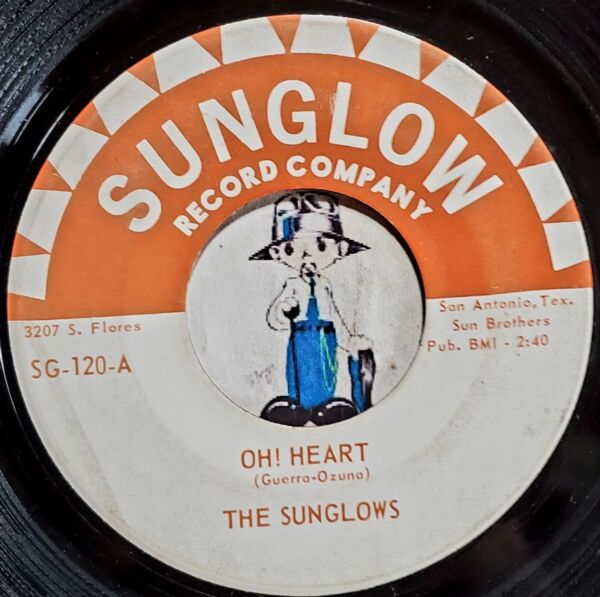 SUNGLOW
RECORD COMPANY
3207 S. Flores
SG-120-A
San Antonio, Tex.
Sun Brothers
Pub. BMI - 2:40
OH! HEART
(Guerra-Ozuna)
THE SUNGLOWS